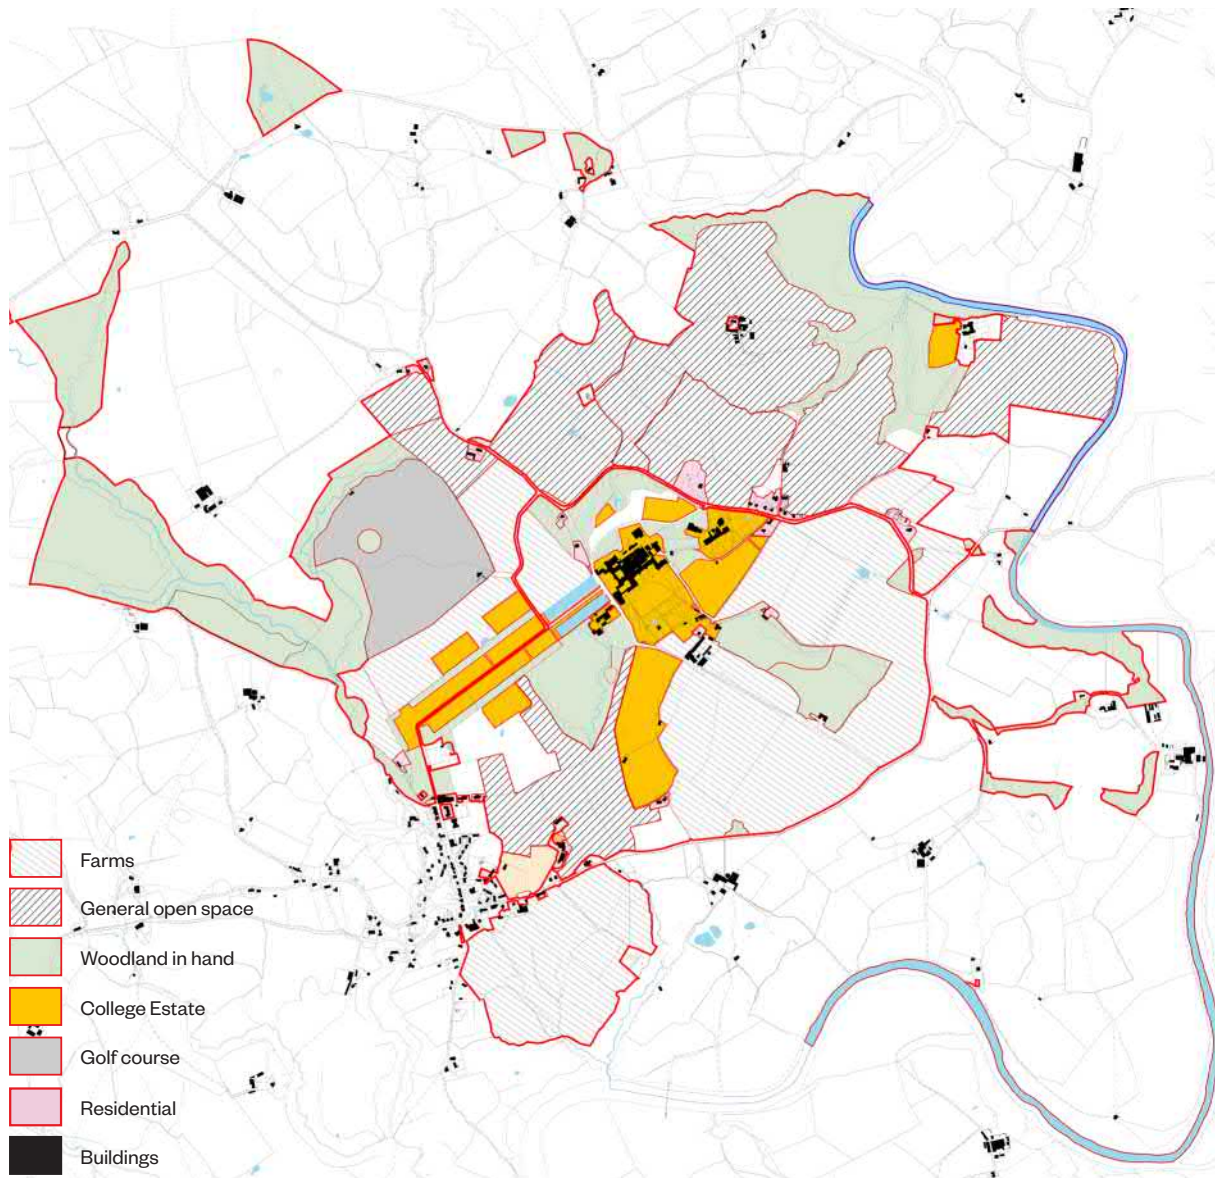 Farms
General open space
Woodland in hand
College Estate
Golf course
Residential
Buildings